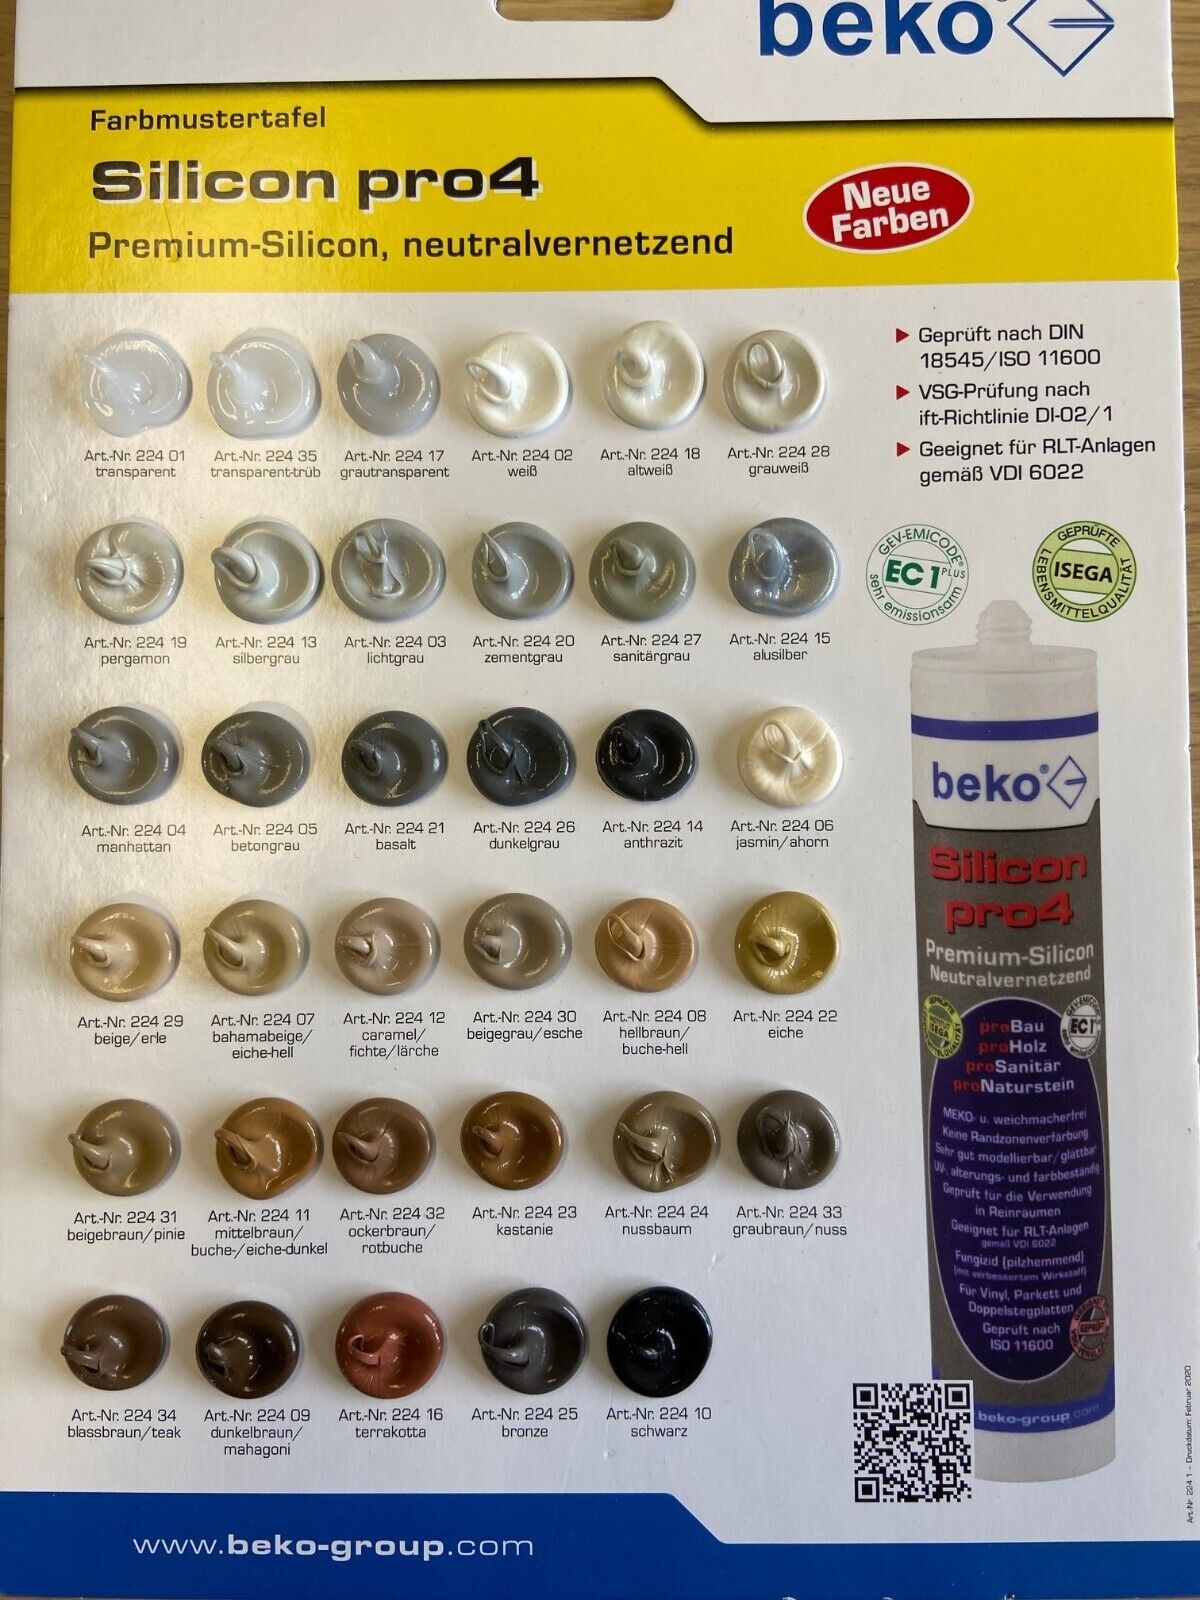 beko
Farbmustertafel
Silicon pro4
Premium-Silicon, neutralvernetzend
Neue
Farben
Geprüft nach DIN
18545/ISO 11600
VSG-Prüfung nach
ift-Richtlinie DI-02/1
Geeignet für RLT-Anlagen
gemäß VDI 6022
Art.-Nr. 224 01
transparent
Art.-Nr. 224 35
transparent-trüb
Art.-Nr. 224 17
grautransparent
Art.-Nr. 224 02
weiß
Art.-Nr. 224 18
altweiß
Art.-Nr. 224 28
grauweiß
GEV-EMICODE®
EC 1 PLUS
sehr emissionsarm
GEPRÜFTE
ISEGA
LEBENSMITTELQUALITÄT
Art.-Nr. 224 19
pergamon
Art.-Nr. 224 13
silbergrau
Art.-Nr. 224 03
lichtgrau
Art.-Nr. 224 20
zementgrau
Art.-Nr. 224 27
sanitärgrau
Art.-Nr. 224 15
alusilber
Art.-Nr. 224 04
manhattan
Art.-Nr. 224 05
betongrau
Art.-Nr. 224 21
basalt
Art.-Nr. 224 26
dunkelgrau
Art.-Nr. 224 14
anthrazit
Art.-Nr. 224 06
jasmin/ahorn
Art.-Nr. 224 29
beige/erle
Art.-Nr. 224 07
bahamabeige/
eiche-hell
Art.-Nr. 224 12
caramel/
fichte/lärche
Art.-Nr. 224 30
beigegrau/esche
Art.-Nr. 224 08
hellbraun/
buche-hell
Art.-Nr. 224 22
eiche
Art.-Nr. 224 31
beigebraun/pinie
Art.-Nr. 224 11
mittelbraun/
buche-/eiche-dunkel
Art.-Nr. 224 32
ockerbraun/
rotbuche
Art.-Nr. 224 23
kastanie
Art.-Nr. 224 24
nussbaum
Art.-Nr. 224 33
graubraun/nuss
Art.-Nr. 224 34
blassbraun/teak
Art.-Nr. 224 09
dunkelbraun/
mahagoni
Art.-Nr. 224 16
terrakotta
Art.-Nr. 224 25
bronze
Art.-Nr. 224 10
schwarz
beko®
Silicon
pro4
Premium-Silicon
Neutralvernetzend
EC1
proBau
proHolz
proSanitär
proNaturstein
MEKO- u. weichmacherfrei
Keine Randzonenverfärbung
Sehr gut modellierbar/glattbar
UV-, alterungs- und farbbeständig
Geprüft für die Verwendung
in Reinräumen
Geeignet für RLT-Anlagen
gemäß VDI 6022
Fungizid (pilzhemmend)
(mit verbessertem Wirkstoff)
Für Vinyl, Parkett und
Doppelstegplatten
Geprüft nach
ISO 11600
GEPRÜFT
beko-group.com
Art.-Nr. 224 1 - Druckdatum: Februar 2020
www.beko-group.com